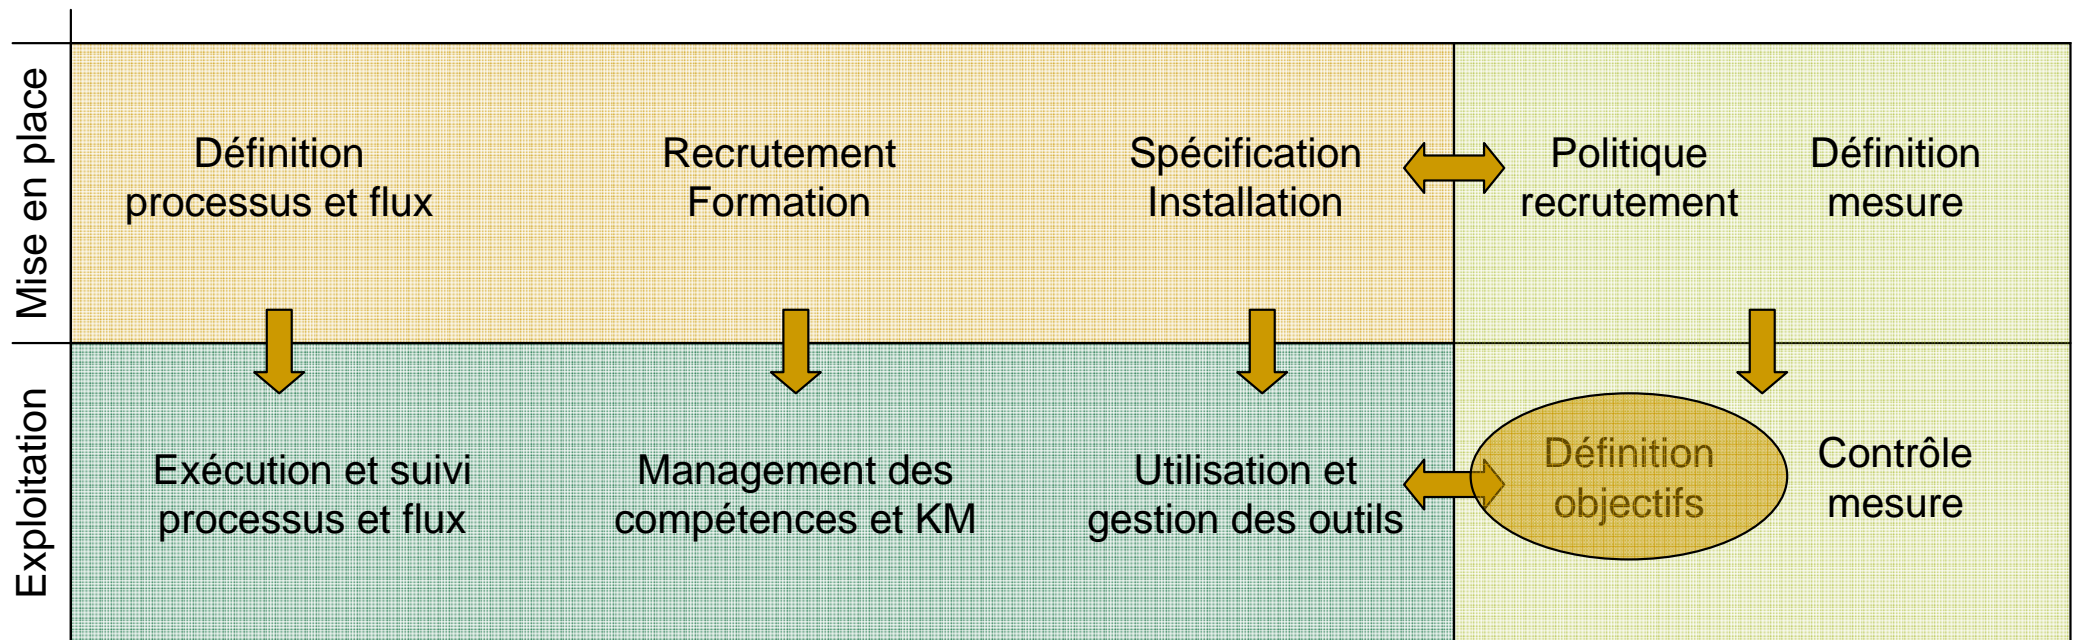 Mise en place
Définition
processus et flux
Recrutement
Formation
Spécification
Installation
Politique
recrutement
Définition
mesure
Exploitation
Exécution et suivi
processus et flux
Management des
compétences et KM
Utilisation et
gestion des outils
Définition
objectifs
Contrôle
mesure